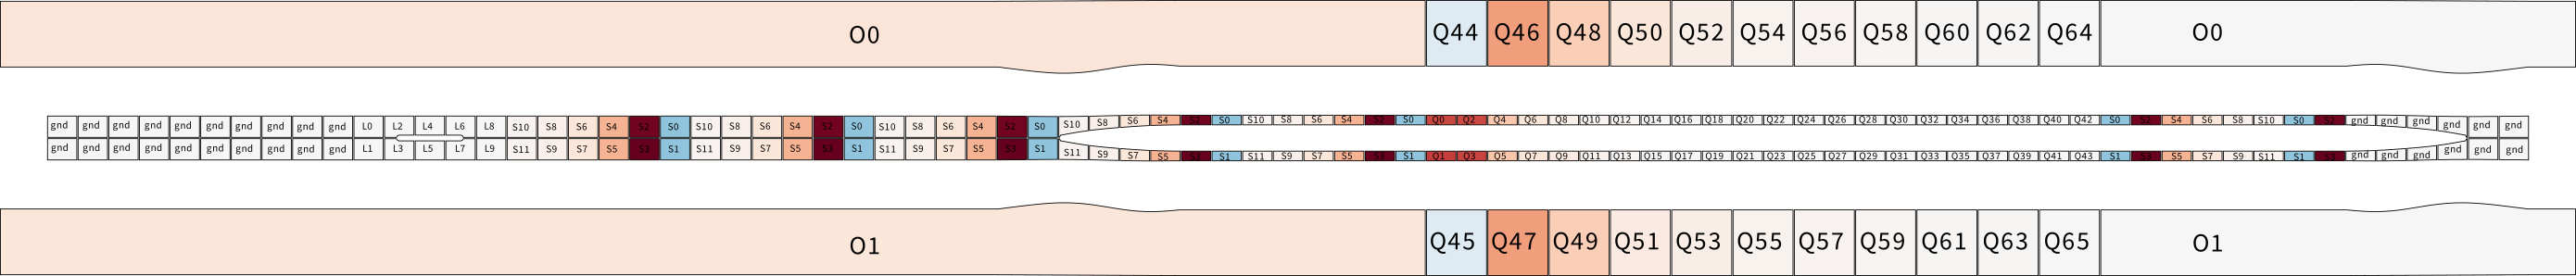 O0 Q44 Q46 Q48 Q50 Q52 Q54 Q56 Q58 Q60 Q62 Q64 O0
gnd gnd gnd gnd gnd gnd gnd gnd gnd gnd L0 L2 L4 L6 L8 S10 S8 S6 S4 S2 S0 S10 S8 S6 S4 S2 S0 S10 S8 S6 S4 S2 S0 S10 S8 S6 S4 S2 S0 S10 S8 S6 S4 S2 S0 Q0 Q2 Q4 Q6 Q8 Q10 Q12 Q14 Q16 Q18 Q20 Q22 Q24 Q26 Q28 Q30 Q32 Q34 Q36 Q38 Q40 Q42 S0 S2 S4 S6 S8 S10 S0 S2 gnd gnd gnd gnd gnd gnd
gnd gnd gnd gnd gnd gnd gnd gnd gnd gnd L1 L3 L5 L7 L9 S11 S9 S7 S5 S3 S1 S11 S9 S7 S5 S3 S1 S11 S9 S7 S5 S3 S1 S11 S9 S7 S5 S3 S1 S11 S9 S7 S5 S3 S1 Q1 Q3 Q5 Q7 Q9 Q11 Q13 Q15 Q17 Q19 Q21 Q23 Q25 Q27 Q29 Q31 Q33 Q35 Q37 Q39 Q41 Q43 S1 S3 S5 S7 S9 S11 S1 S3 gnd gnd gnd gnd gnd gnd
O1 Q45 Q47 Q49 Q51 Q53 Q55 Q57 Q59 Q61 Q63 Q65 O1